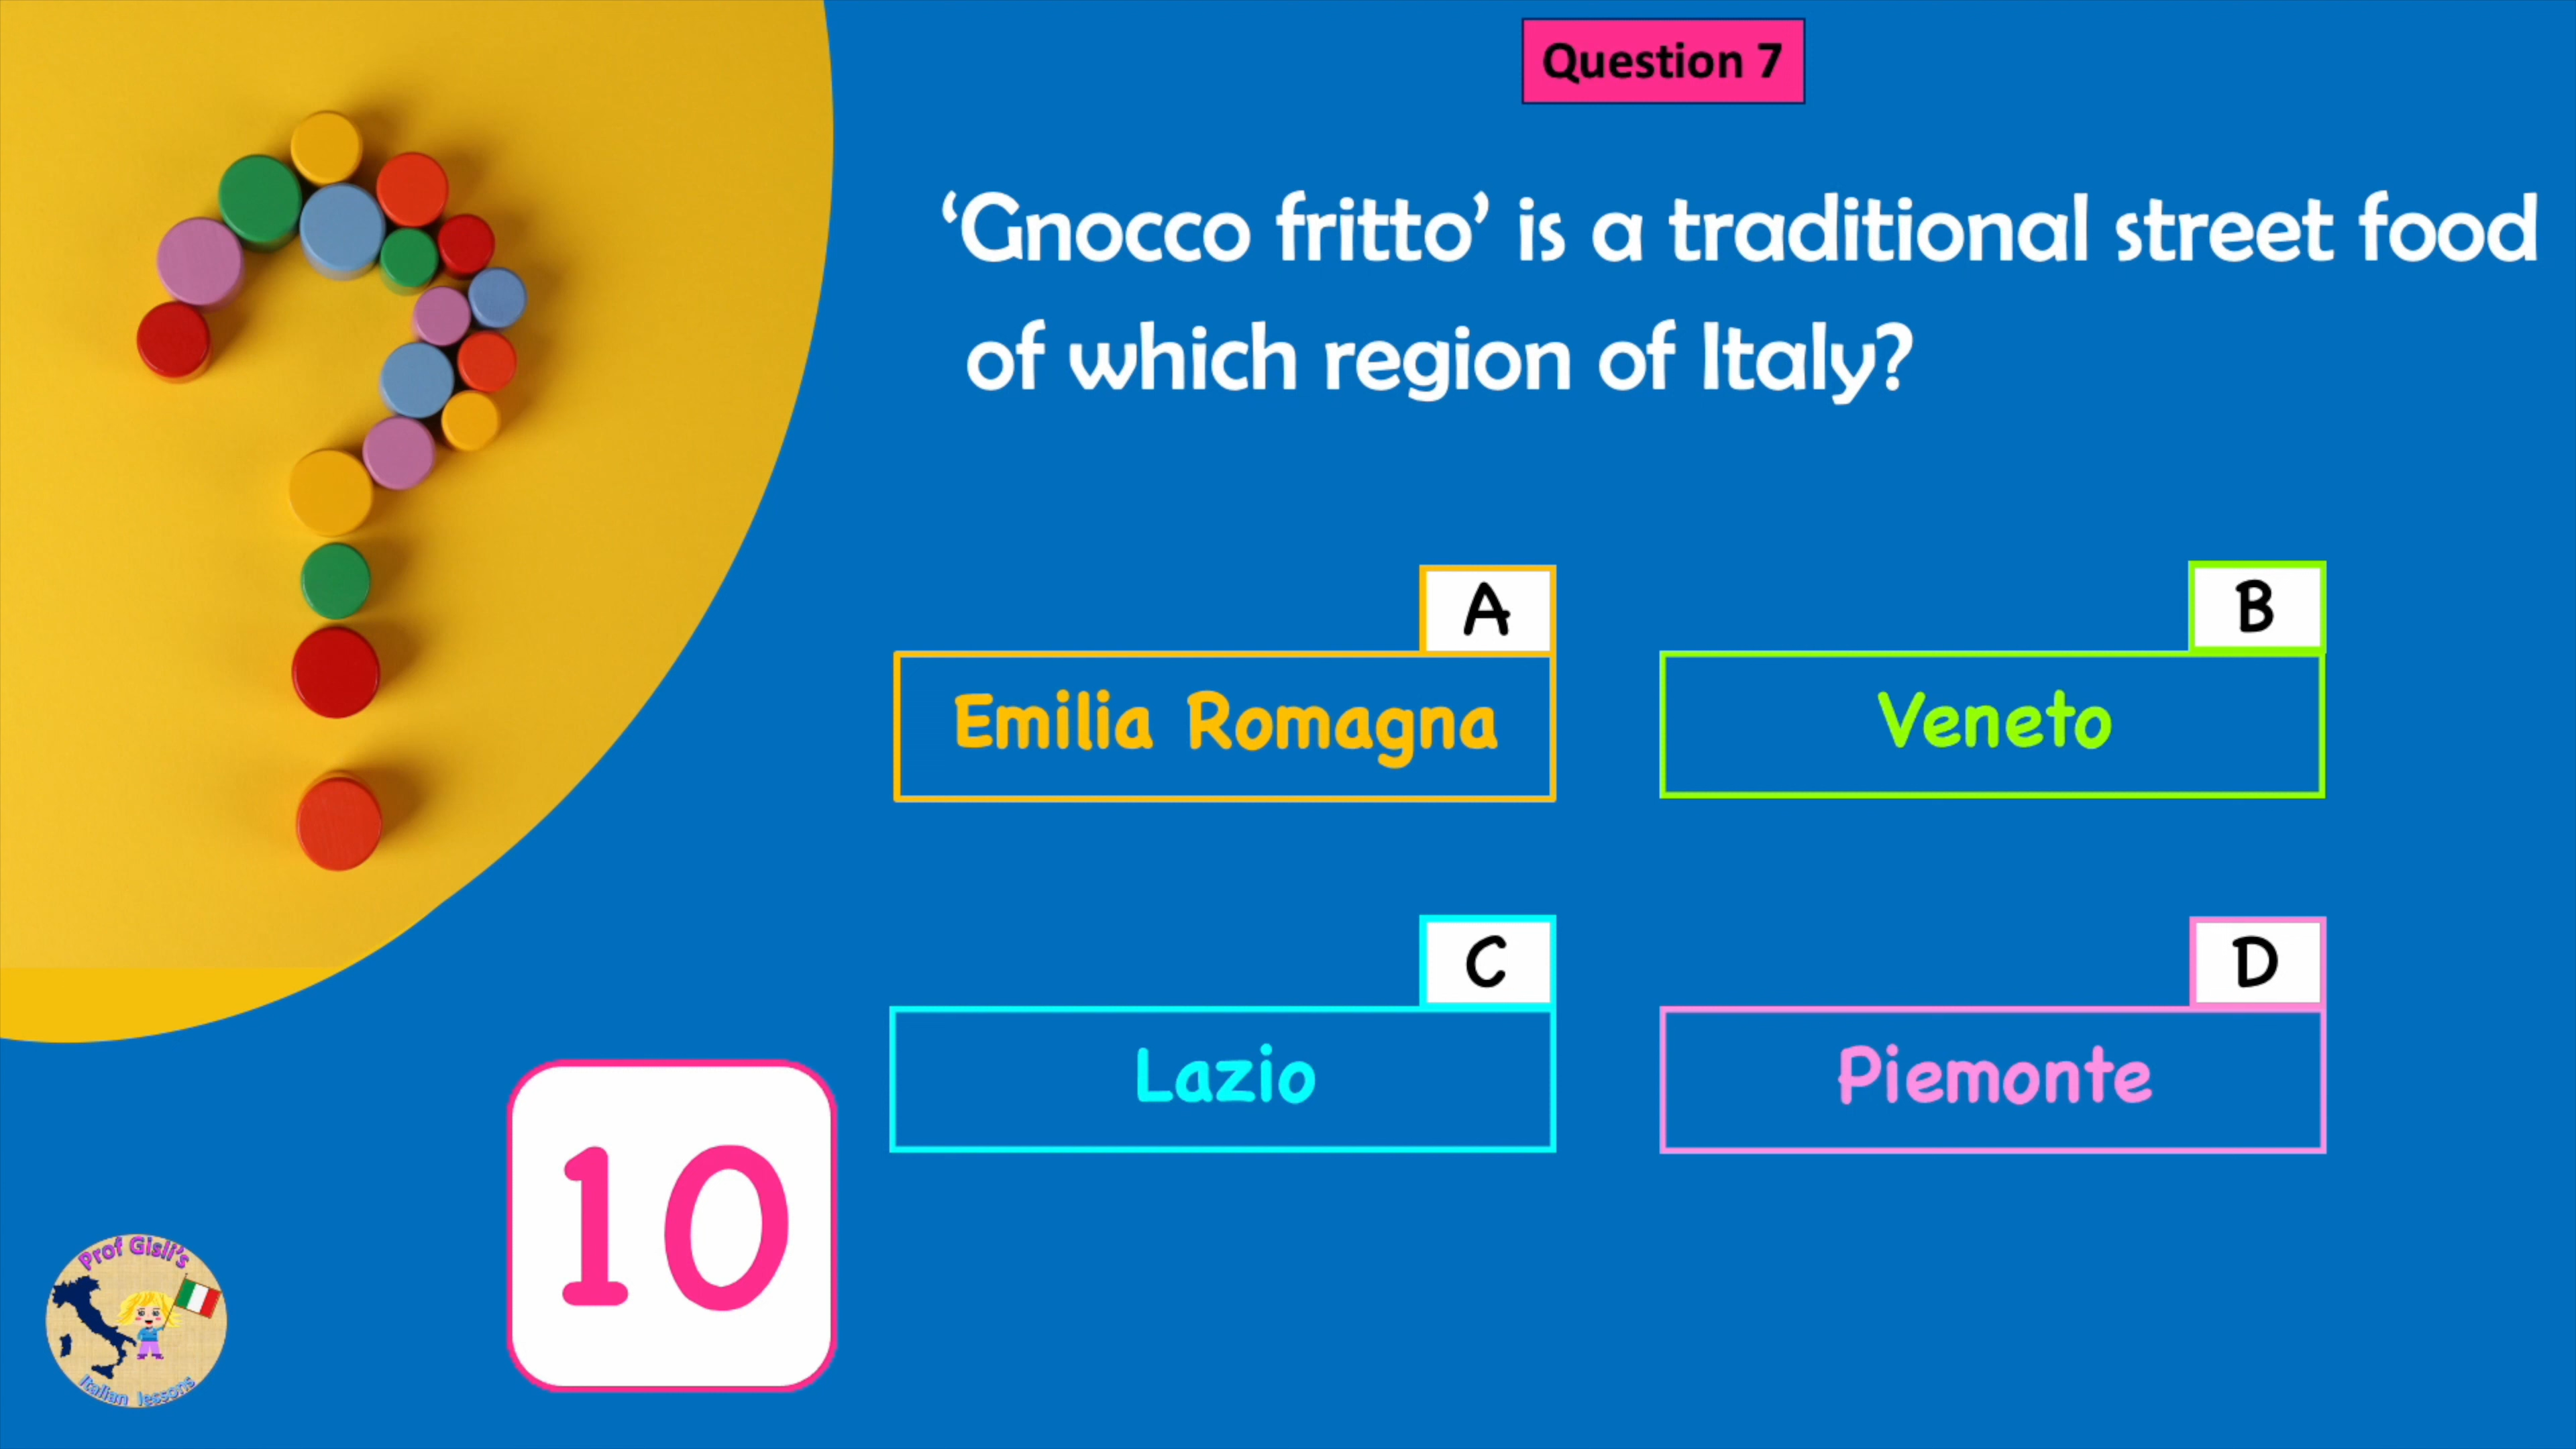 Question 7
‘Gnocco fritto’ is a traditional street food
of which region of Italy?
A
Emilia Romagna
B
Veneto
C
Lazio
D
Piemonte
10
Prof Gisli's
Italian lessons